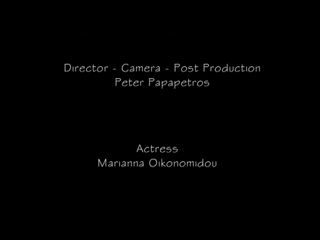 Director - Camera - Post Production
Peter Papapetros
Actress
Marianna Oikonomidou